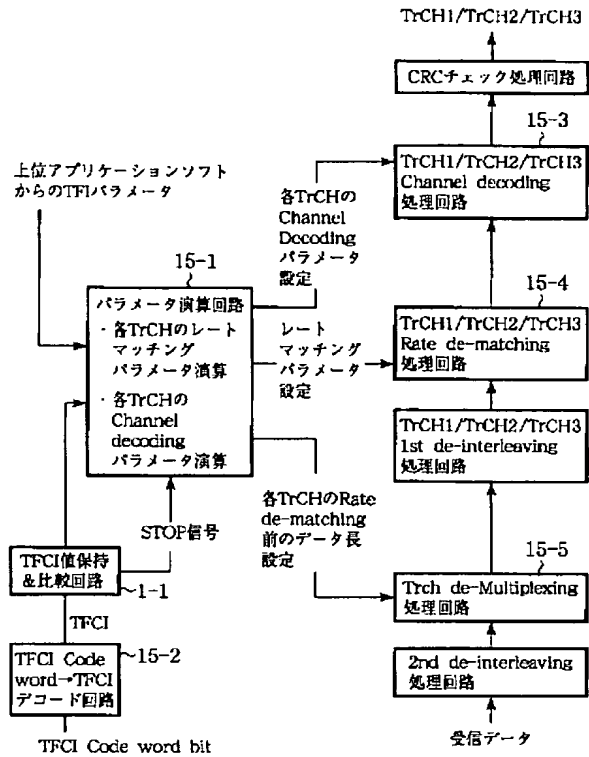 TrCH1/TrCH2/TrCH3
CRCチェック処理回路
15-3
TrCH1/TrCH2/TrCH3
Channel decoding
処理回路
上位アプリケーションソフト
からのTFIパラメータ
各TrCHの
Channel
Decoding
パラメータ
設定
15-1
パラメータ演算回路
・各TrCHのレート
マッチング
パラメータ演算
・各TrCHの
Channel
decoding
パラメータ演算
レート
マッチング
パラメータ
設定
15-4
TrCH1/TrCH2/TrCH3
Rate de-matching
処理回路
TrCH1/TrCH2/TrCH3
1st de-interleaving
処理回路
各TrCHのRate
de-matching
前のデータ長
設定
STOP信号
TFCI値保持
&比較回路
1-1
TFCI
15-5
Trch de-Multiplexing
処理回路
TFCI Code
word→TFCI
デコード回路
15-2
2nd de-interleaving
処理回路
TFCI Code word bit
受信データ